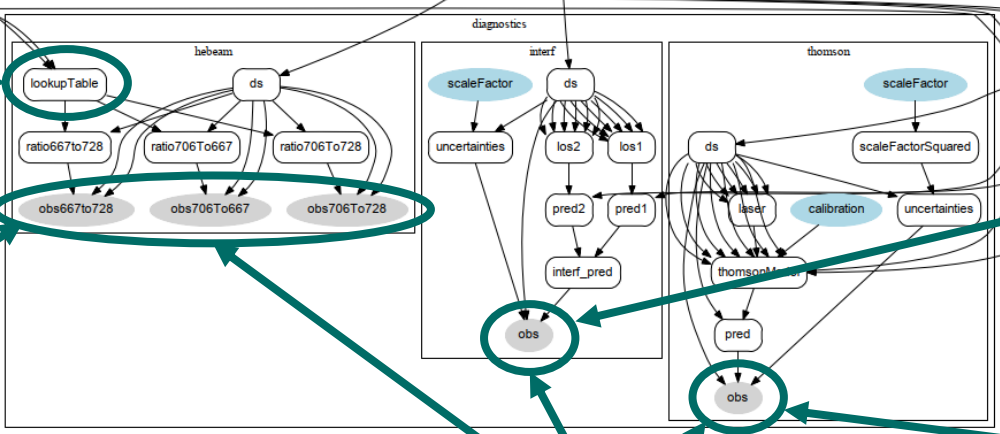 diagnostics
hebeam
interf
thomson
lookupTable
ds
scaleFactor
ds
scaleFactor
ratio667to728
ratio706To667
ratio706To728
uncertainties
los2
los1
ds
scaleFactorSquared
obs667to728
obs706To667
obs706To728
pred2
pred1
laser
calibration
uncertainties
interf_pred
obs
pred
obs